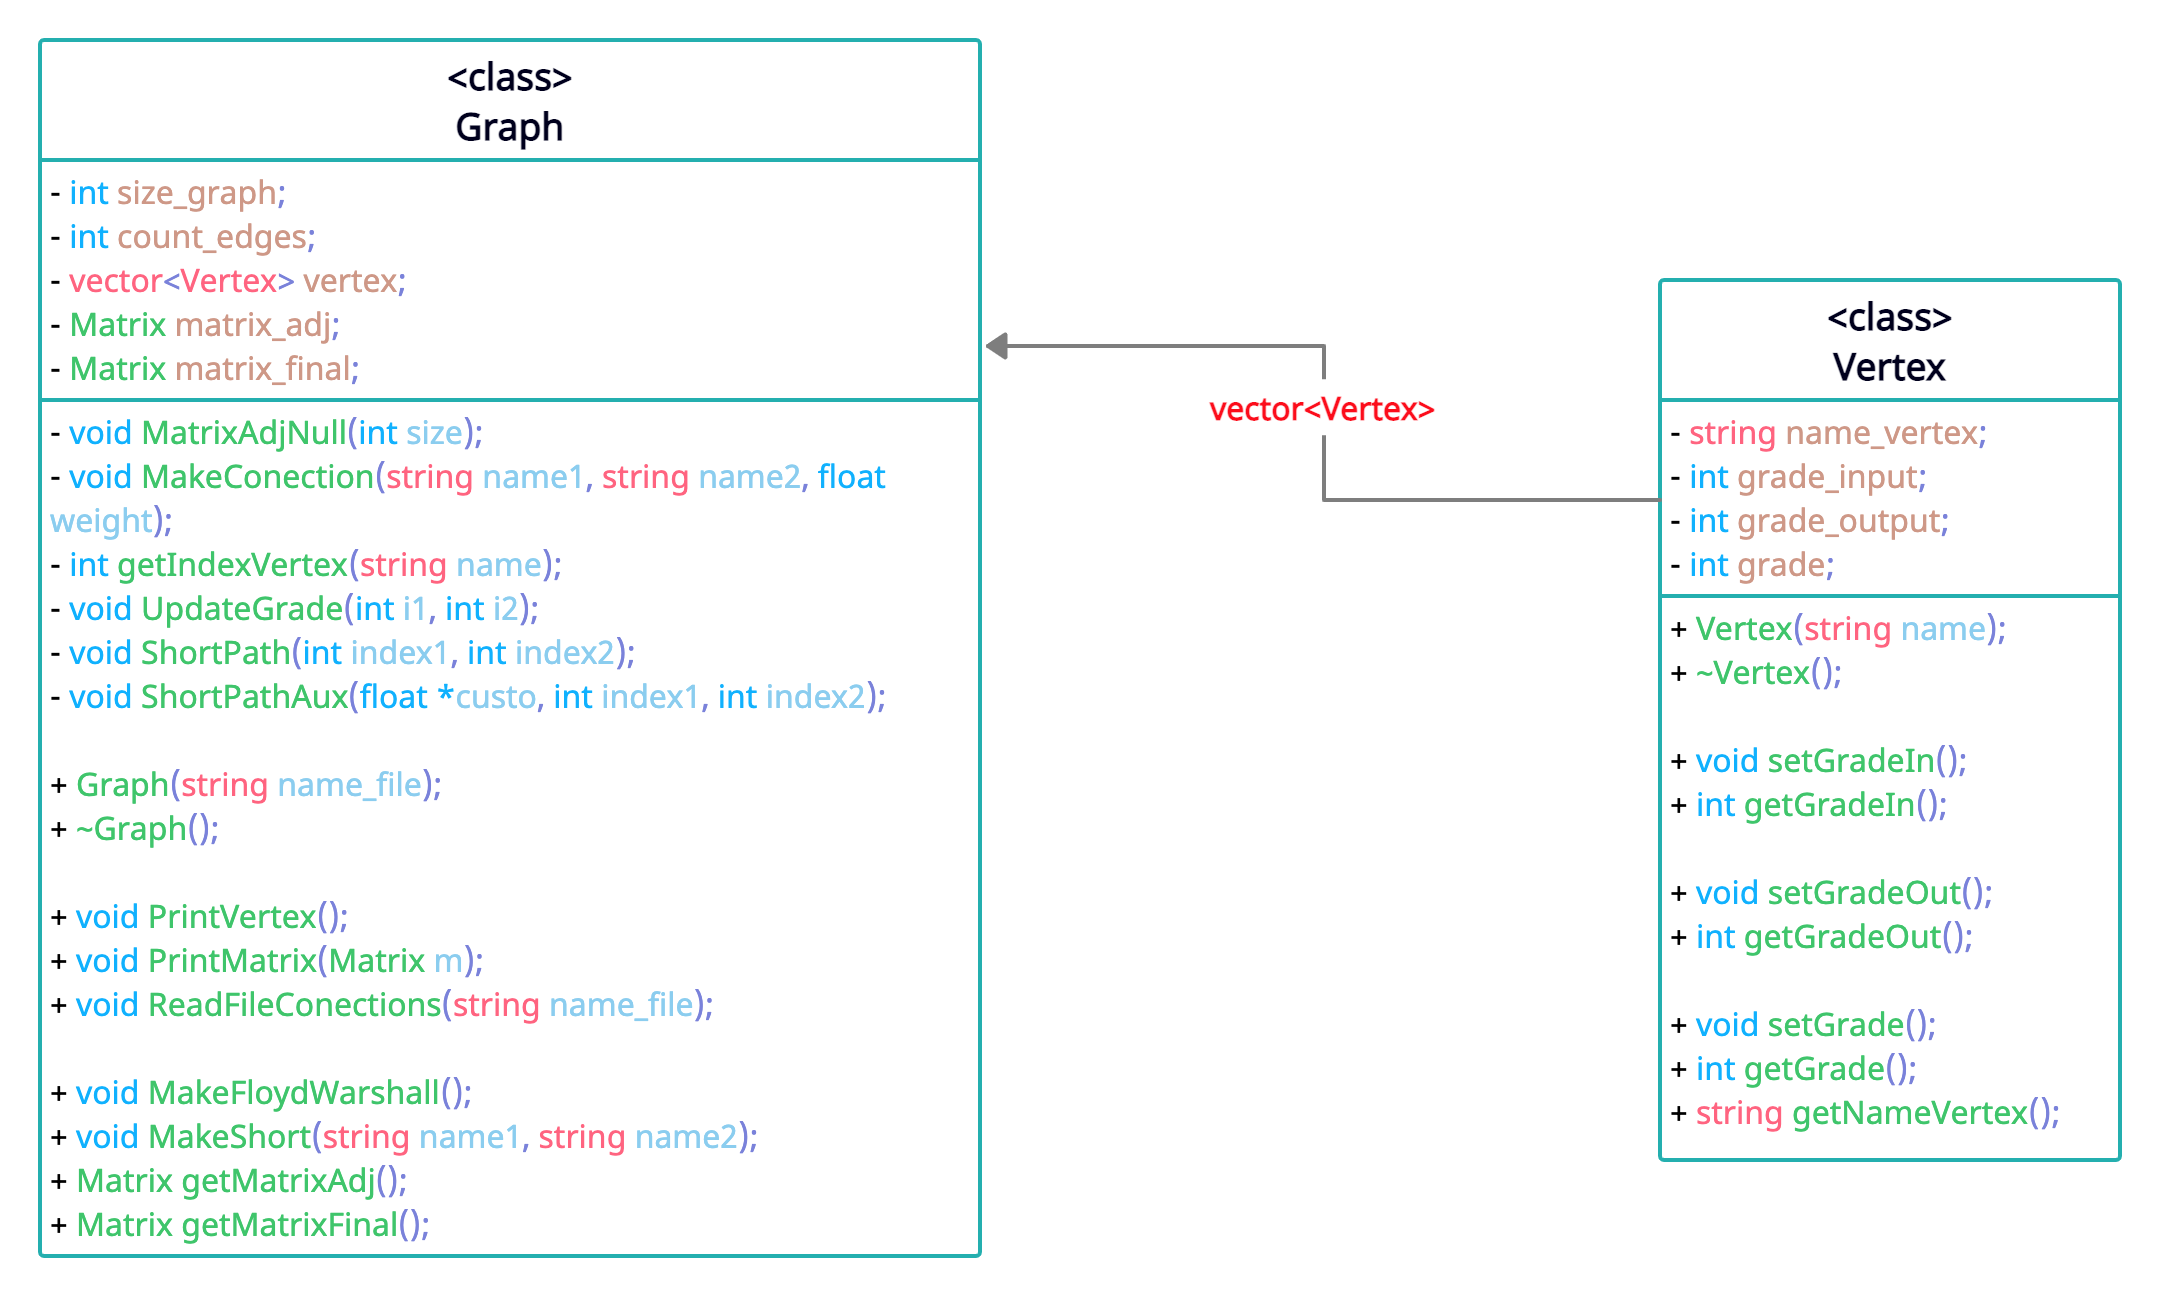 <class>
Graph
- int size_graph;
- int count_edges;
- vector<Vertex> vertex;
- Matrix matrix_adj;
- Matrix matrix_final;
- void MatrixAdjNull(int size);
- void MakeConection(string name1, string name2, float
weight);
- int getIndexVertex(string name);
- void UpdateGrade(int i1, int i2);
- void ShortPath(int index1, int index2);
- void ShortPathAux(float *custo, int index1, int index2);
+ Graph(string name_file);
+ ~Graph();
+ void PrintVertex();
+ void PrintMatrix(Matrix m);
+ void ReadFileConections(string name_file);
+ void MakeFloydWarshall();
+ void MakeShort(string name1, string name2);
+ Matrix getMatrixAdj();
+ Matrix getMatrixFinal();
vector<Vertex>
<class>
Vertex
- string name_vertex;
- int grade_input;
- int grade_output;
- int grade;
+ Vertex(string name);
+ ~Vertex();
+ void setGradeIn();
+ int getGradeIn();
+ void setGradeOut();
+ int getGradeOut();
+ void setGrade();
+ int getGrade();
+ string getNameVertex();